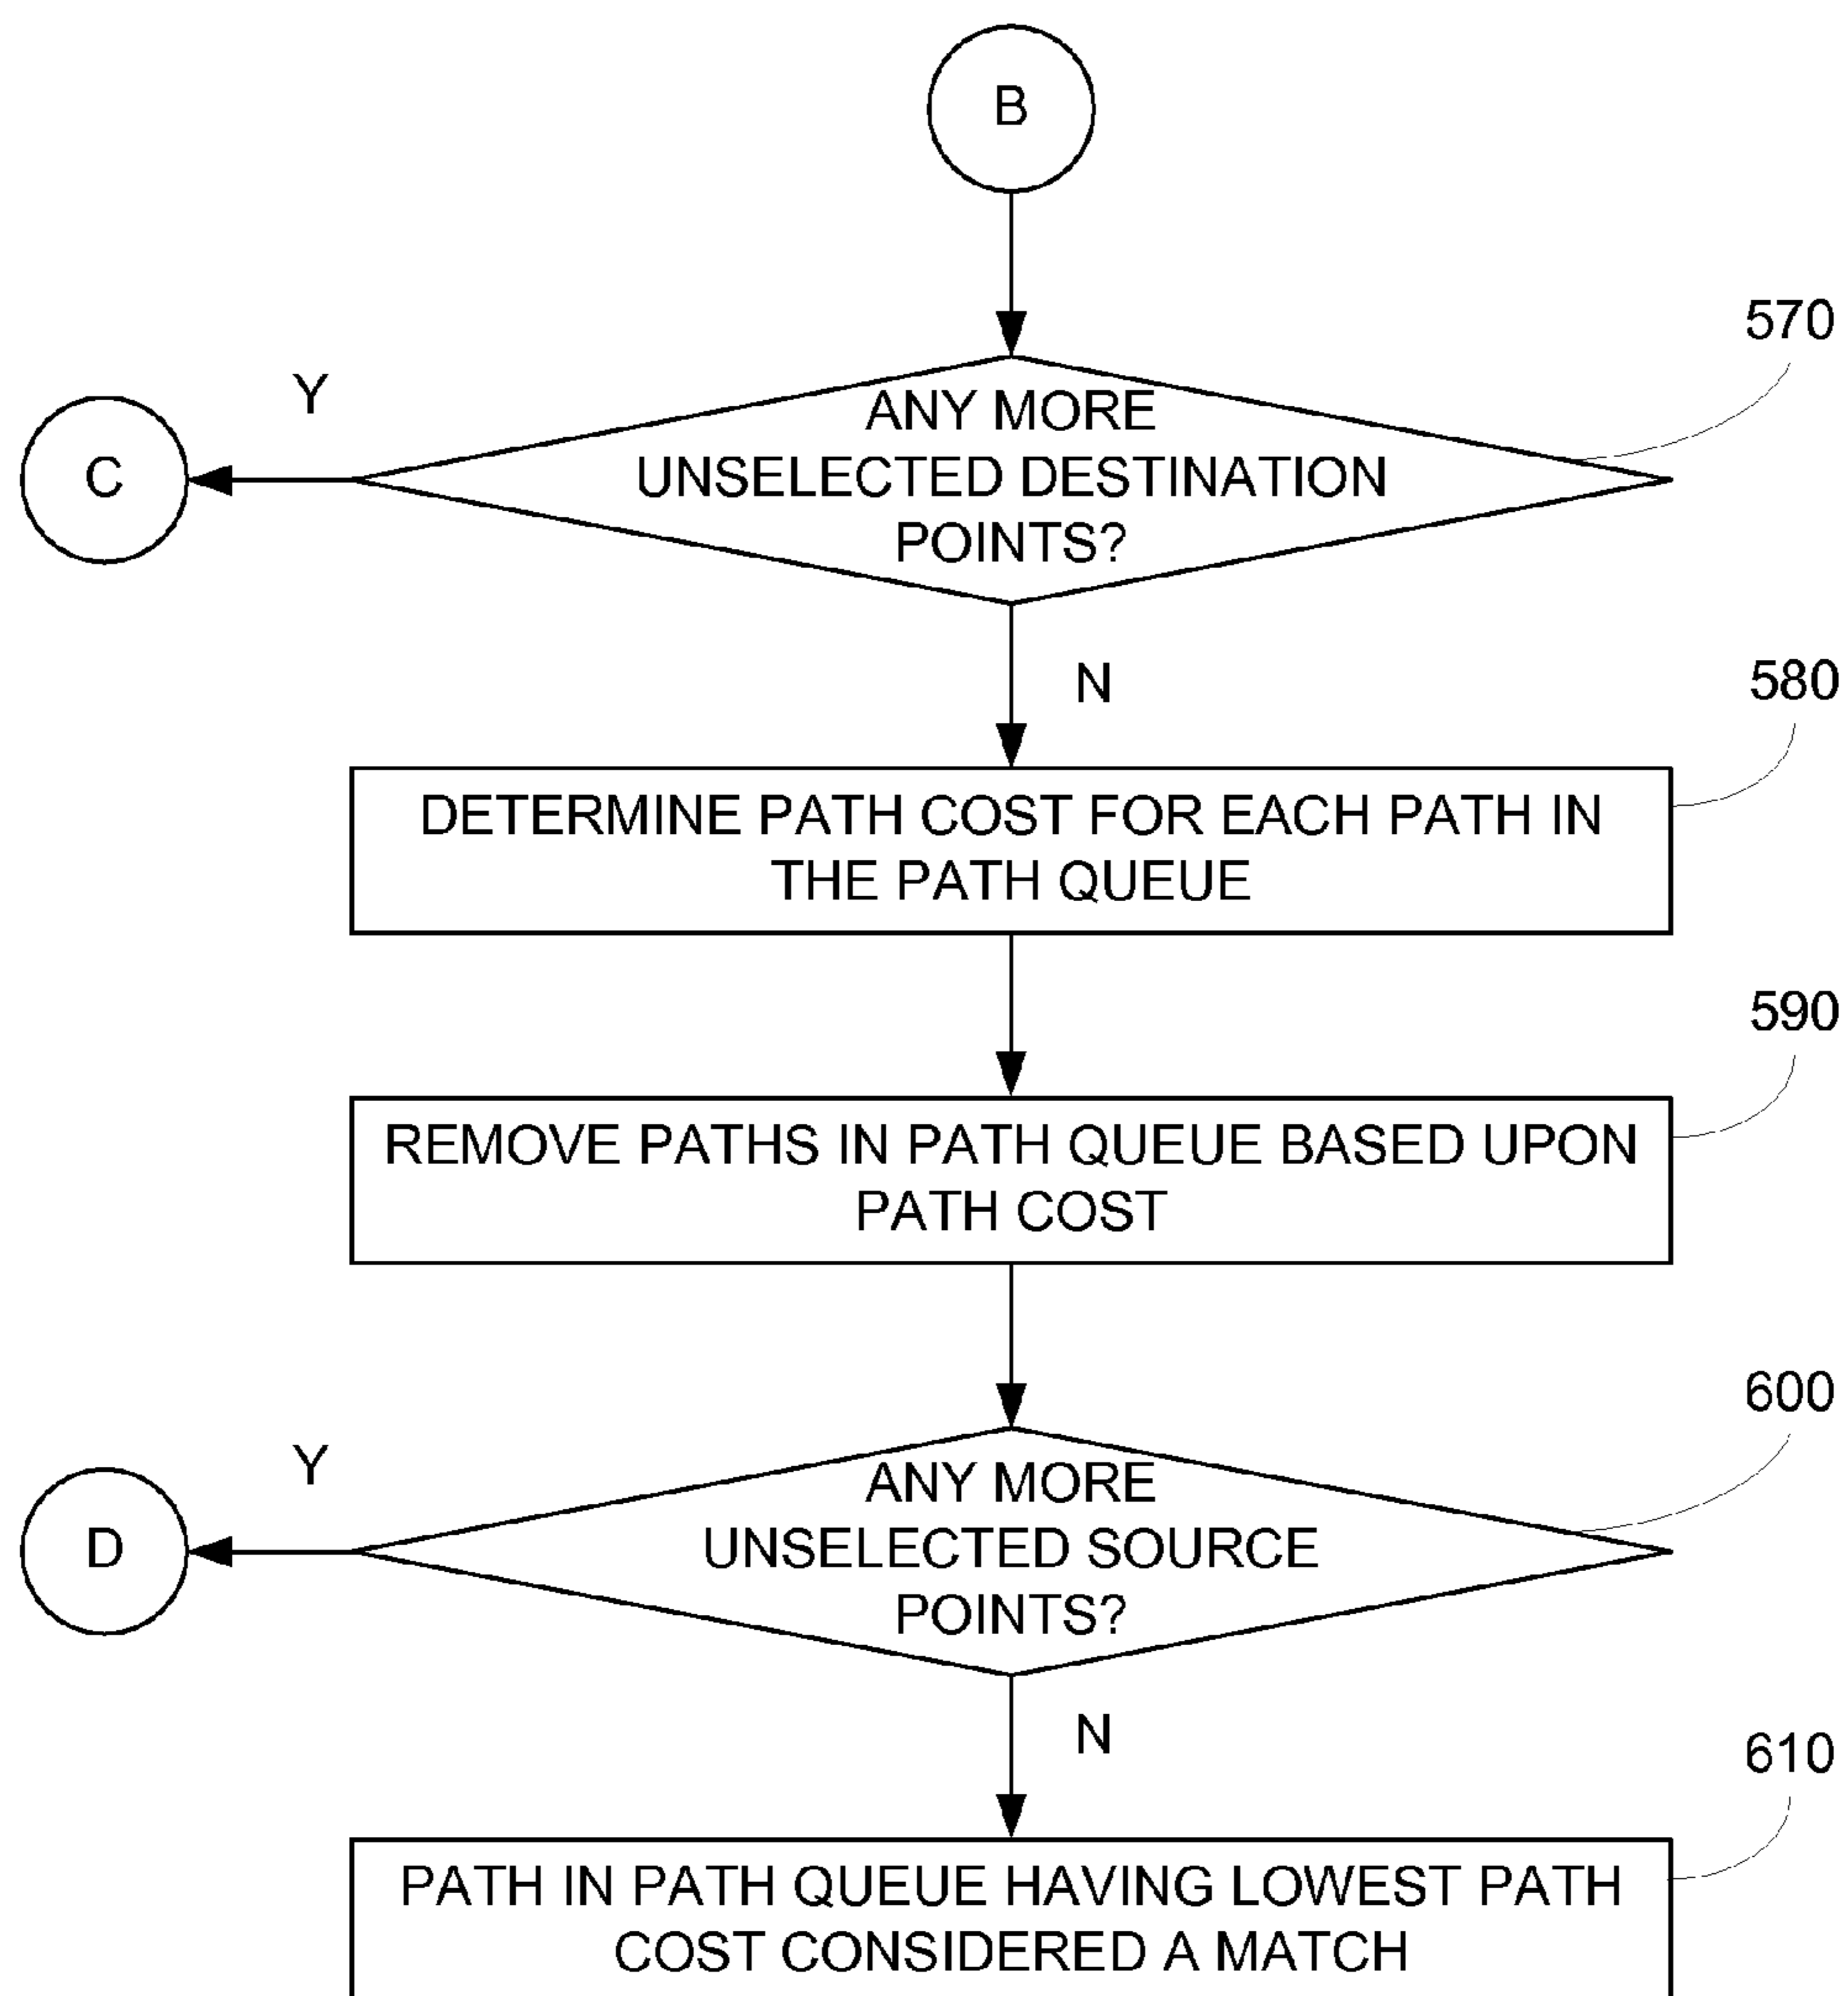 B
570
Y
ANY MORE
UNSELECTED DESTINATION
POINTS?
C
N
580
DETERMINE PATH COST FOR EACH PATH IN
THE PATH QUEUE
590
REMOVE PATHS IN PATH QUEUE BASED UPON
PATH COST
600
Y
ANY MORE
UNSELECTED SOURCE
POINTS?
D
N
610
PATH IN PATH QUEUE HAVING LOWEST PATH
COST CONSIDERED A MATCH